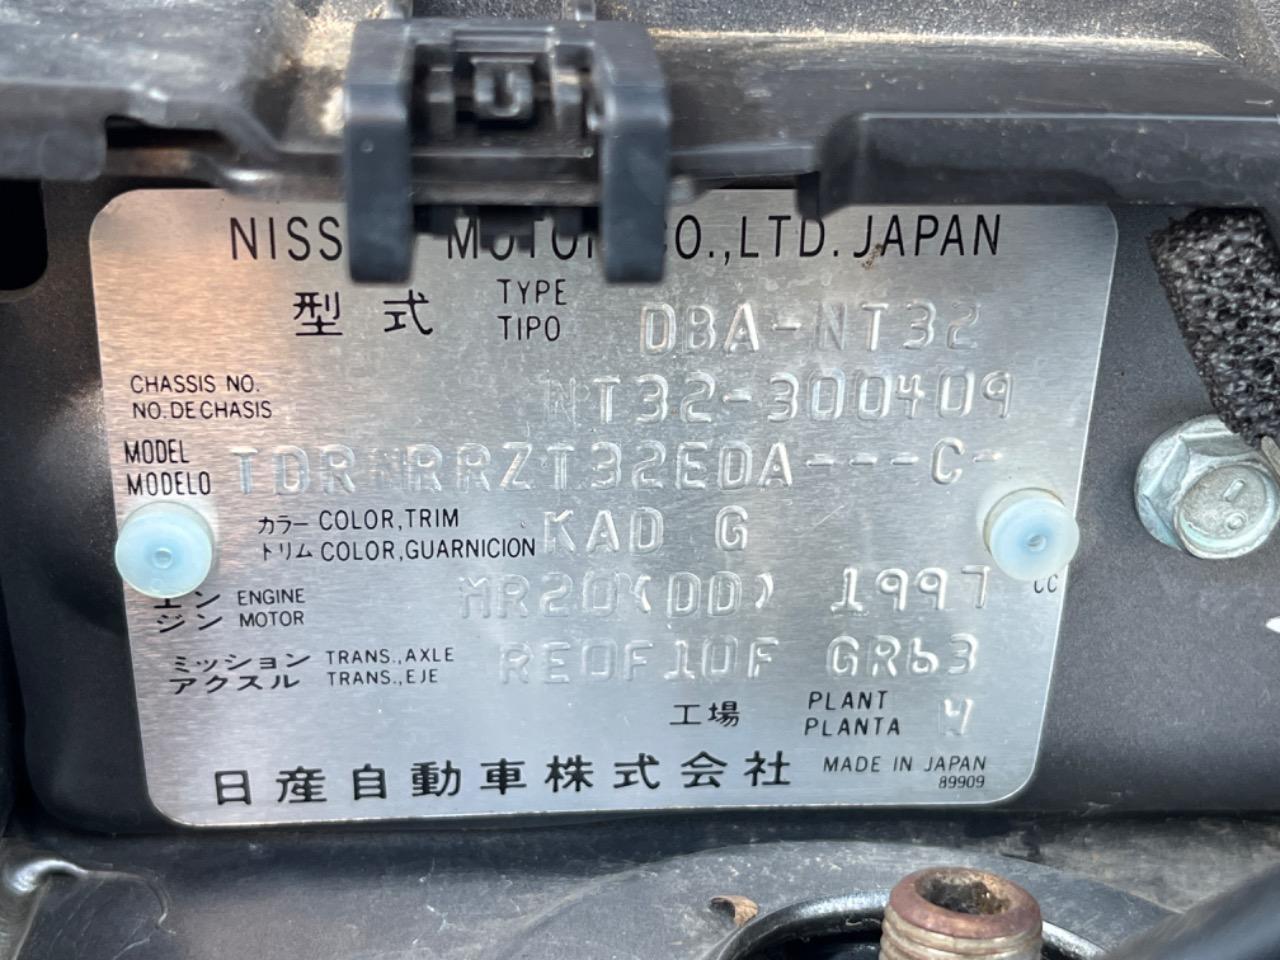 NISS MOTOR CO.,LTD. JAPAN
型式 TYPE TIPO DBA-NT32
CHASSIS NO. NO. DE CHASIS NT32-300409
MODEL MODELO TDRNRRZT32EDA---C-
カラー COLOR,TRIM
トリム COLOR,GUARNICION KAD G
エン ENGINE
ジン MOTOR MR20(DD) 1997 CC
ミッション TRANS.,AXLE
アクスル TRANS.,EJE RE0F10F GR63
工場 PLANT PLANTA W
日産自動車株式会社 MADE IN JAPAN
89909